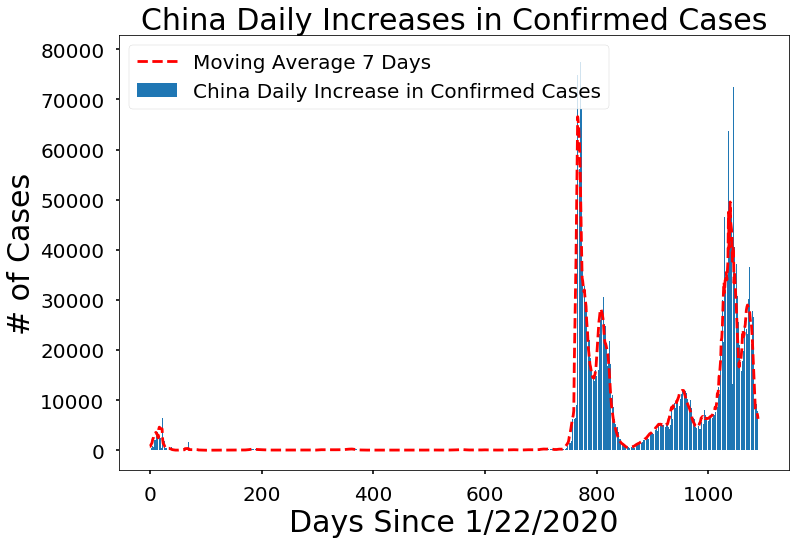 China Daily Increases in Confirmed Cases
Moving Average 7 Days
China Daily Increase in Confirmed Cases
80000
70000
60000
50000
40000
30000
20000
10000
0
# of Cases
0 200 400 600 800 1000
Days Since 1/22/2020